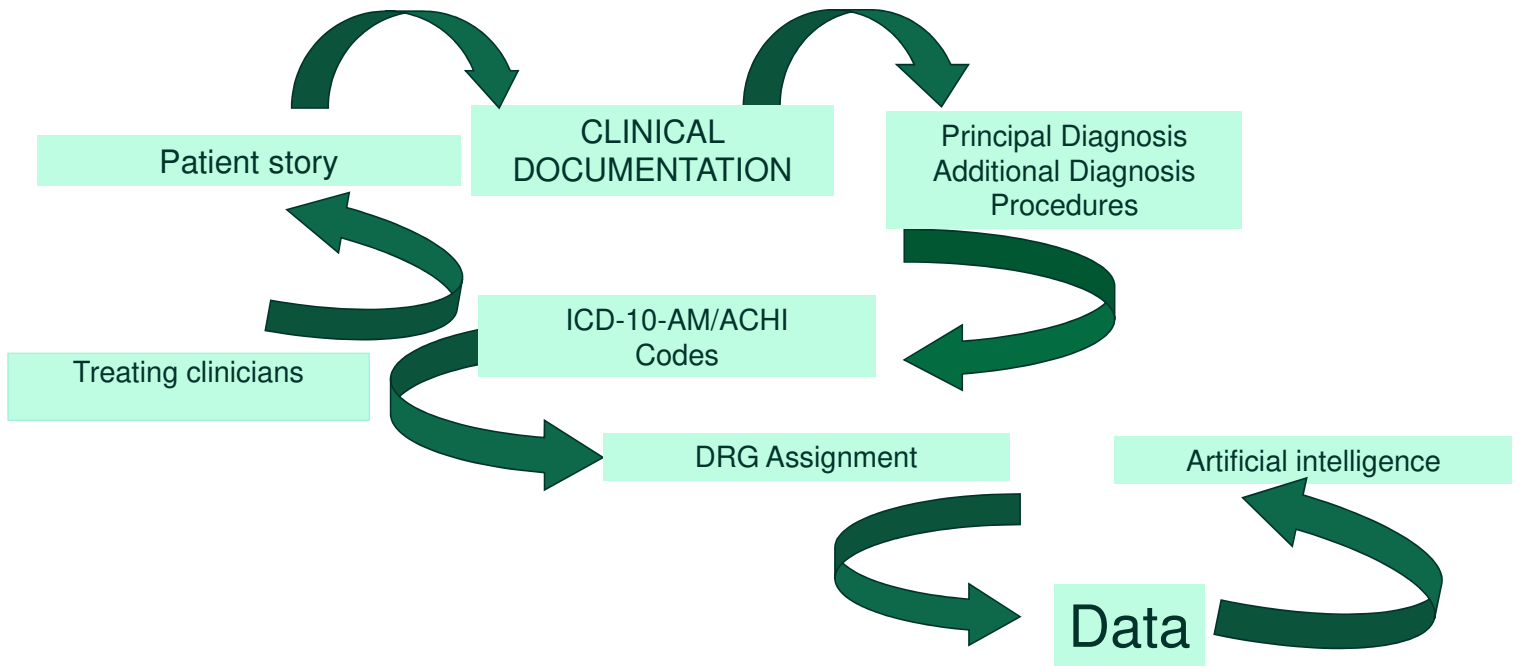 Patient story
CLINICAL
DOCUMENTATION
Principal Diagnosis
Additional Diagnosis
Procedures
ICD-10-AM/ACHI
Codes
Treating clinicians
DRG Assignment
Artificial intelligence
Data